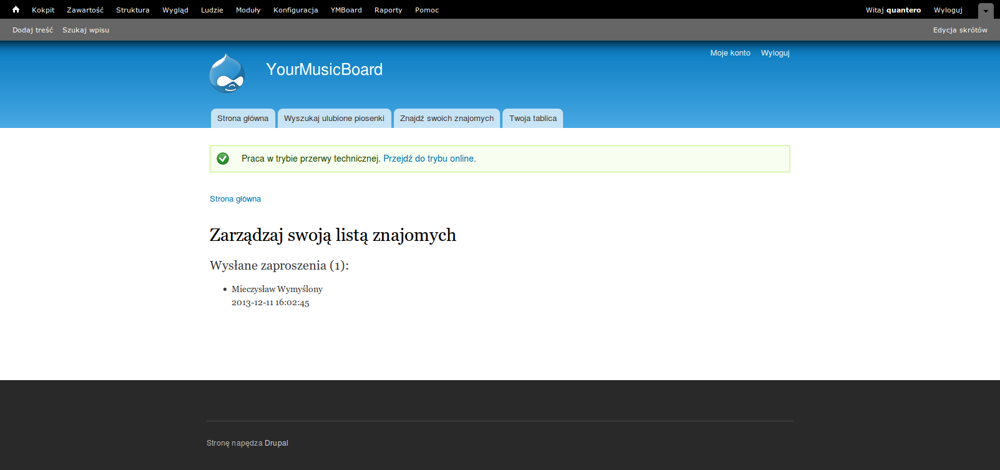 Kokpit Zawartość Struktura Wygląd Ludzie Moduły Konfiguracja YMBoard Raporty Pomoc Witaj quantero Wyloguj
Dodaj treść Szukaj wpisu Edycja skrótów
Moje konto Wyloguj
YourMusicBoard
Strona główna Wyszukaj ulubione piosenki Znajdź swoich znajomych Twoja tablica
Praca w trybie przerwy technicznej. Przejdź do trybu online.
Strona główna
Zarządzaj swoją listą znajomych
Wysłane zaproszenia (1):
Mieczysław Wymyślony
2013-12-11 16:02:45
Stronę napędza Drupal